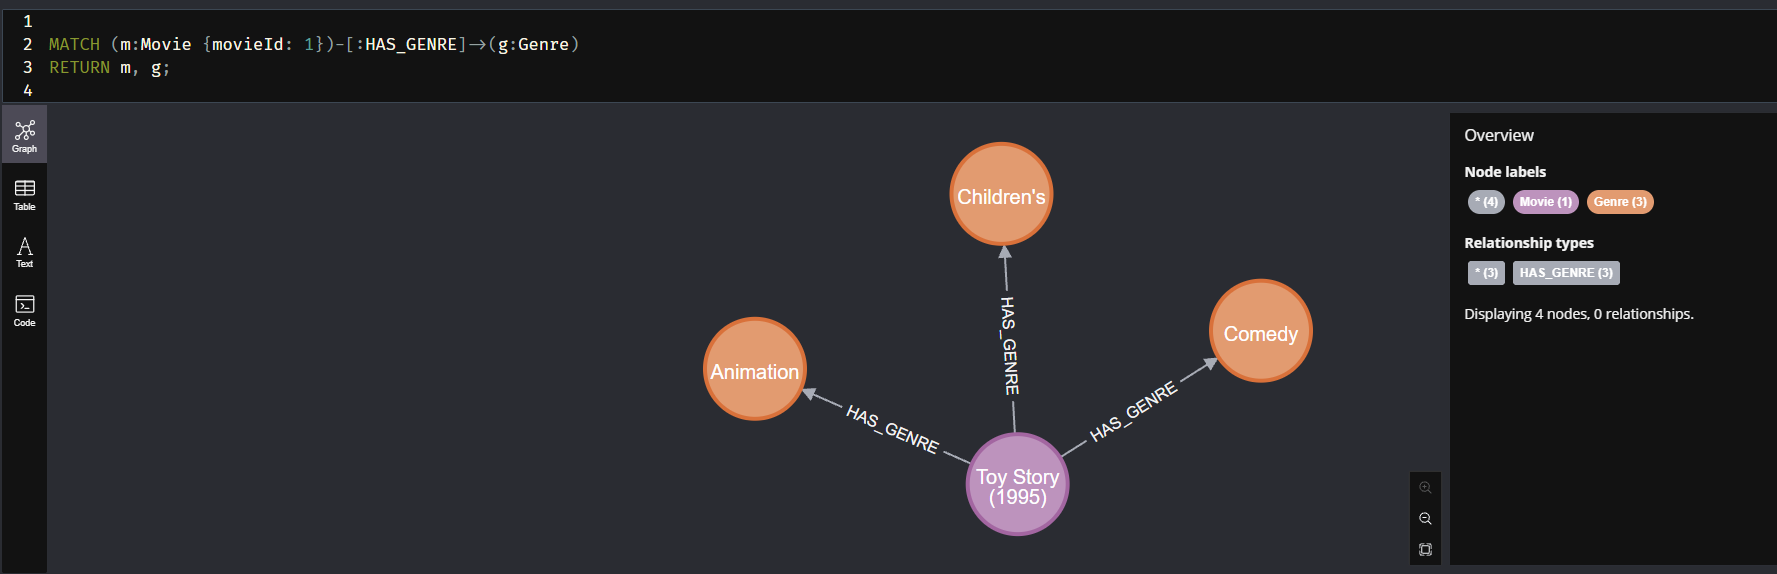 1
2 MATCH (m:Movie {movieId: 1})-[:HAS_GENRE]->(g:Genre)
3 RETURN m, g;
4
Graph
Table
Text
Code
Children's
Comedy
Animation
HAS_GENRE
HAS_GENRE
HAS_GENRE
Toy Story
(1995)
Overview
Node labels
* (4) Movie (1) Genre (3)
Relationship types
* (3) HAS_GENRE (3)
Displaying 4 nodes, 0 relationships.